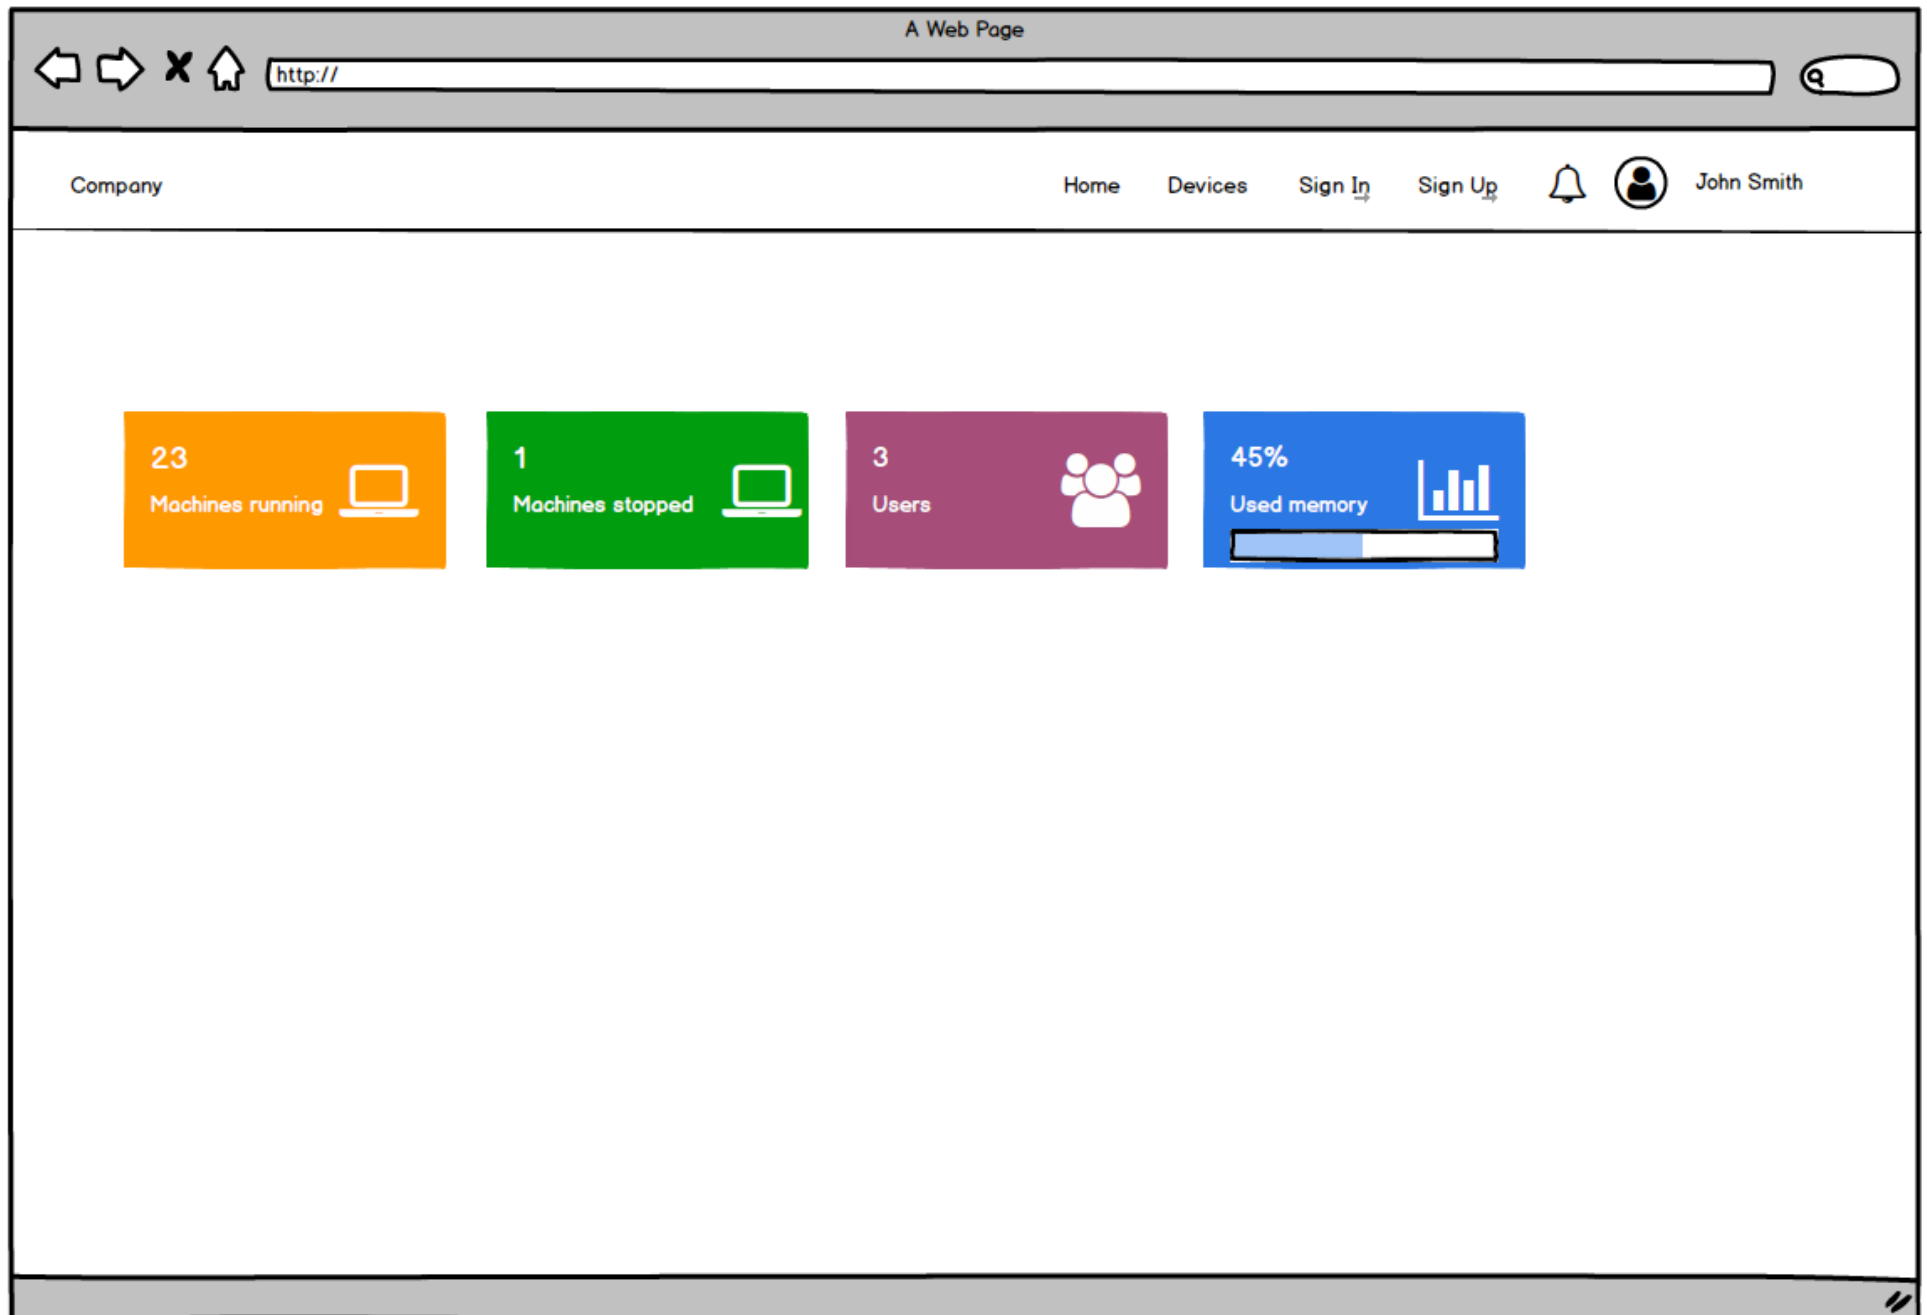 A Web Page
http://
Company
Home
Devices
Sign In
Sign Up
John Smith
23
Machines running
1
Machines stopped
3
Users
45%
Used memory